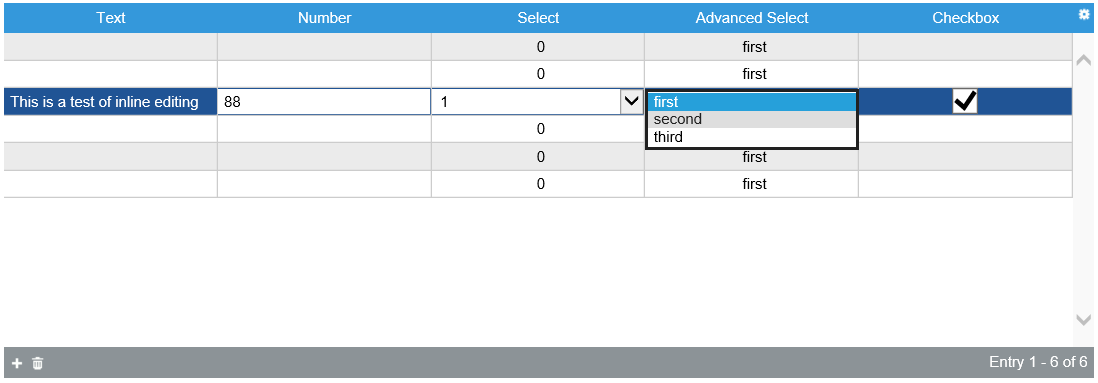 Text Number Select Advanced Select Checkbox
0 first
0 first
This is a test of inline editing 88 1 first
second
0
third
0 first
0 first
Entry 1 - 6 of 6